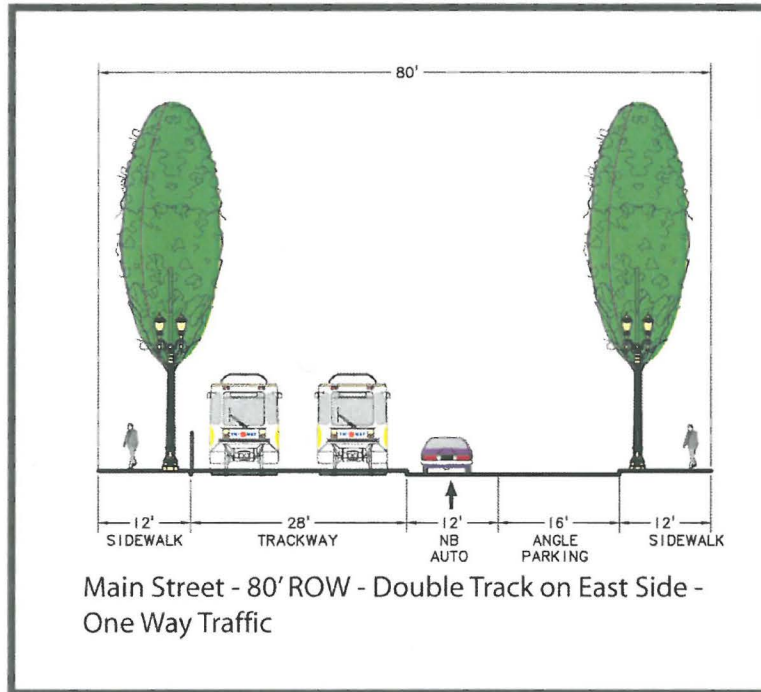 80'
12' 28' 12' 16' 12'
SIDEWALK TRACKWAY NB ANGLE SIDEWALK
AUTO PARKING
Main Street - 80' ROW - Double Track on East Side -
One Way Traffic